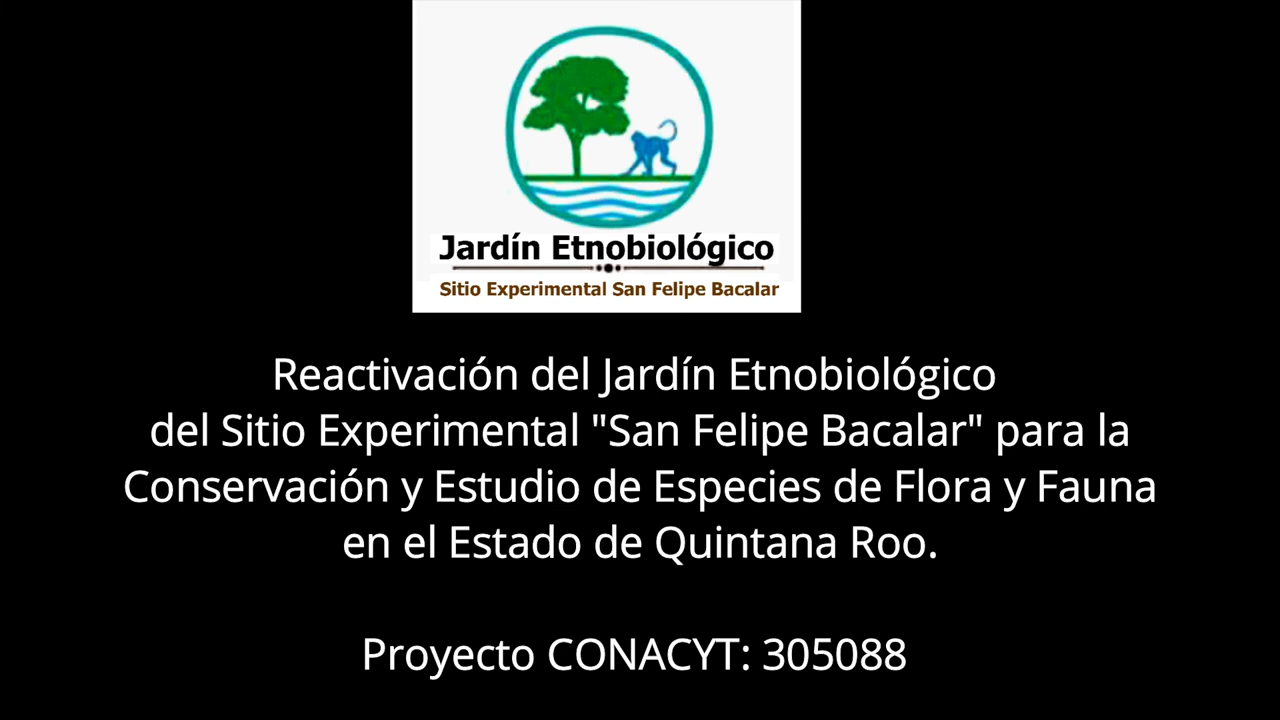 Jardín Etnobiológico
Sitio Experimental San Felipe Bacalar
Reactivación del Jardín Etnobiológico
del Sitio Experimental "San Felipe Bacalar" para la
Conservación y Estudio de Especies de Flora y Fauna
en el Estado de Quintana Roo.
Proyecto CONACYT: 305088